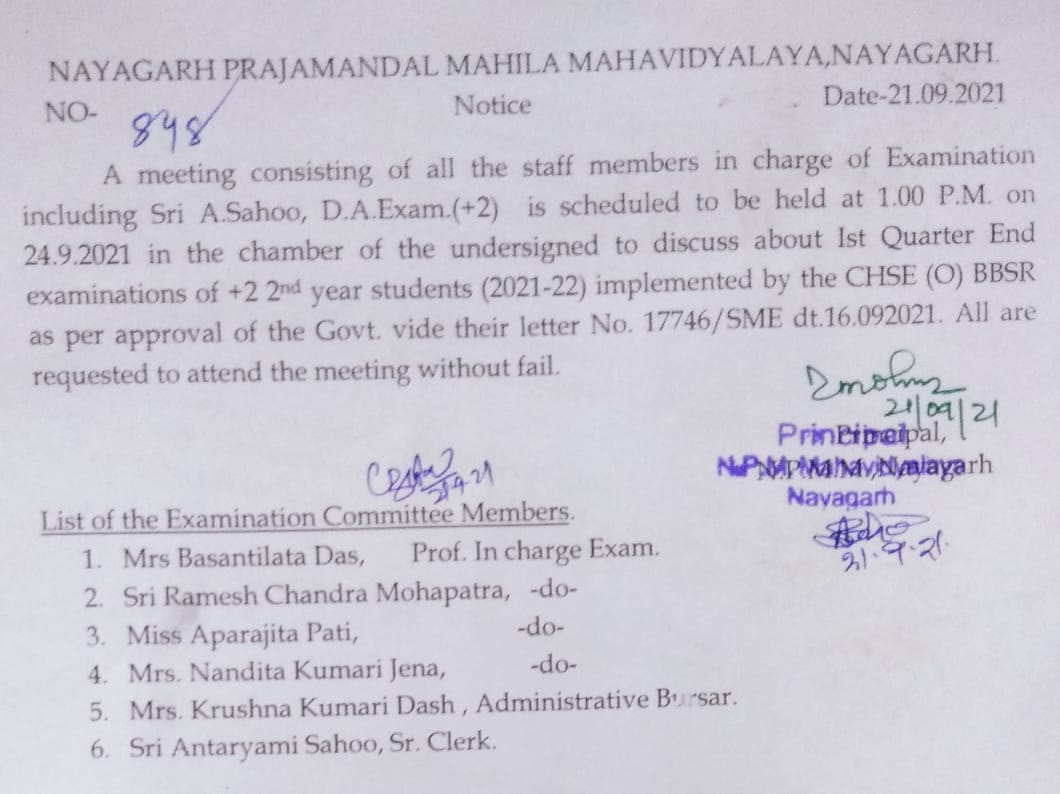 NAYAGARH PRAJAMANDAL MAHILA MAHAVIDYALAYA,NAYAGARH.
NO- 898 Notice Date-21.09.2021
A meeting consisting of all the staff members in charge of Examination
including Sri A.Sahoo, D.A.Exam.(+2) is scheduled to be held at 1.00 P.M. on
24.9.2021 in the chamber of the undersigned to discuss about Ist Quarter End
examinations of +2 2nd year students (2021-22) implemented by the CHSE (O) BBSR
as per approval of the Govt. vide their letter No. 17746/SME dt.16.092021. All are
requested to attend the meeting without fail.
21/09/21
Principal,
N.P.M.M.V, Nayagarh
Nayagarh
21.9.21
21.9.21.
List of the Examination Committee Members.
1. Mrs Basantilata Das, Prof. In charge Exam.
2. Sri Ramesh Chandra Mohapatra, -do-
3. Miss Aparajita Pati, -do-
4. Mrs. Nandita Kumari Jena, -do-
5. Mrs. Krushna Kumari Dash , Administrative Bursar.
6. Sri Antaryami Sahoo, Sr. Clerk.